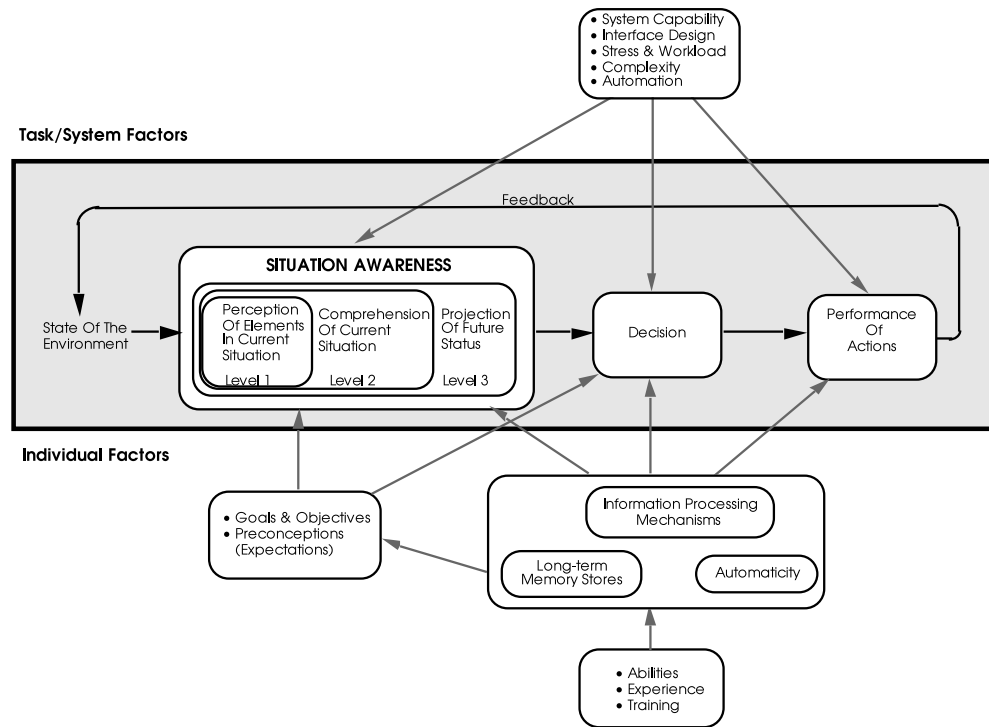 • System Capability
• Interface Design
• Stress & Workload
• Complexity
• Automation
Task/System Factors
Feedback
SITUATION AWARENESS
Perception
Of Elements
In Current
Situation
Level 1
Comprehension
Of Current
Situation
Level 2
Projection
Of Future
Status
Level 3
State Of The
Environment
Decision
Performance
Of
Actions
Individual Factors
• Goals & Objectives
• Preconceptions
(Expectations)
Information Processing
Mechanisms
Long-term
Memory Stores
Automaticity
• Abilities
• Experience
• Training